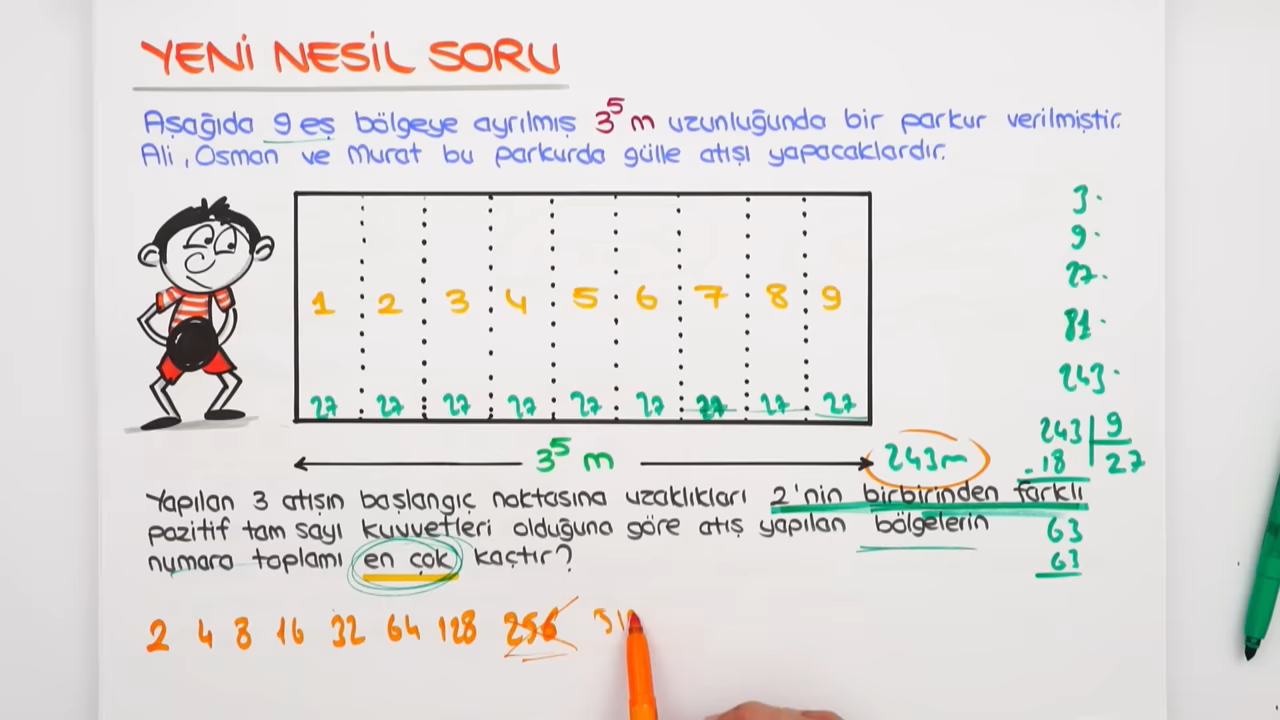 YENİ NESİL SORU
Aşağıda 9 eş bölgeye ayrılmış 3⁵ m uzunluğunda bir parkur verilmiştir.
Ali, Osman ve Murat bu parkurda gülle atışı yapacaklardır.
3.
9.
27.
81.
243.
1 2 3 4 5 6 7 8 9
27 27 27 27 27 27 27 27 27
3⁵ m
243m
243 | 9
- 18 27
63
63
Yapılan 3 atışın başlangıç noktasına uzaklıkları 2'nin birbirinden farklı
pozitif tam sayı kuvvetleri olduğuna göre atış yapılan bölgelerin
numara toplamı en çok kaçtır?
2 4 8 16 32 64 128 256 51